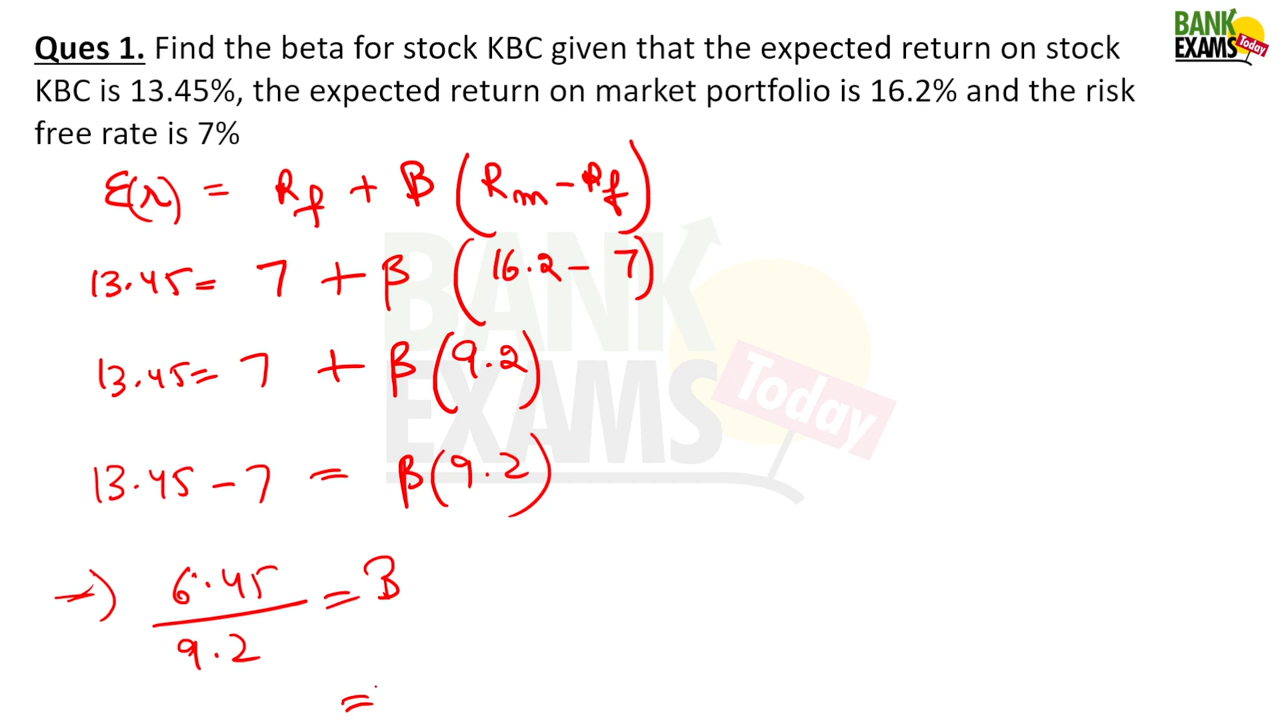 BANK
EXAMS Today
Ques 1. Find the beta for stock KBC given that the expected return on stock
KBC is 13.45%, the expected return on market portfolio is 16.2% and the risk
free rate is 7%
E(r) = Rf + β (Rm - Rf)
13.45 = 7 + β (16.2 - 7)
13.45 = 7 + β (9.2)
13.45 - 7 = β (9.2)
→) 6.45 = β
9.2
=
BANK
EXAMS Today